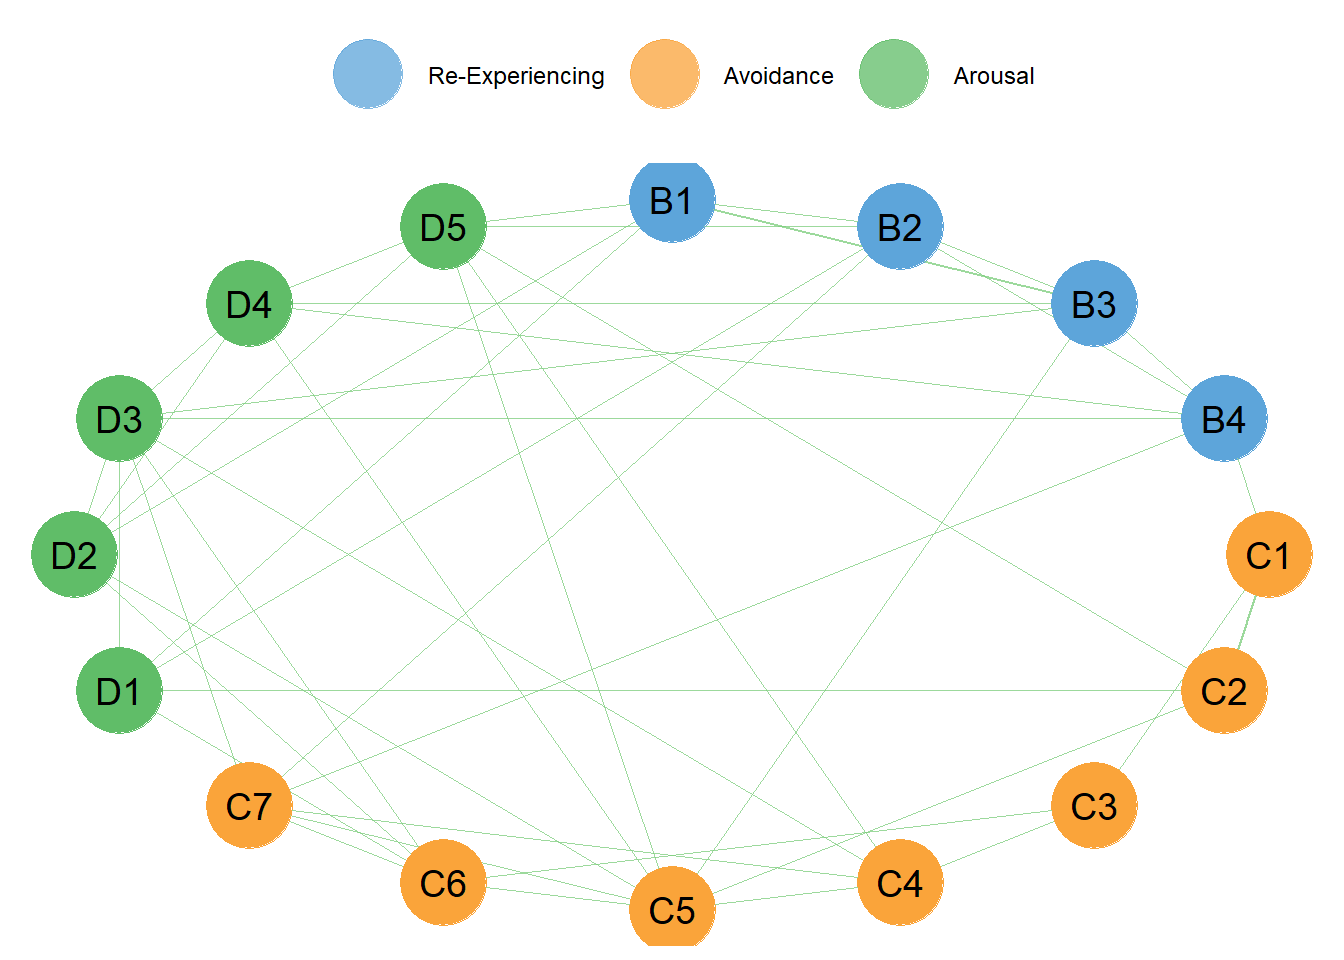 Re-Experiencing Avoidance Arousal
B1
D5 B2
D4 B3
D3 B4
D2 C1
D1 C2
C7 C3
C6 C4
C5